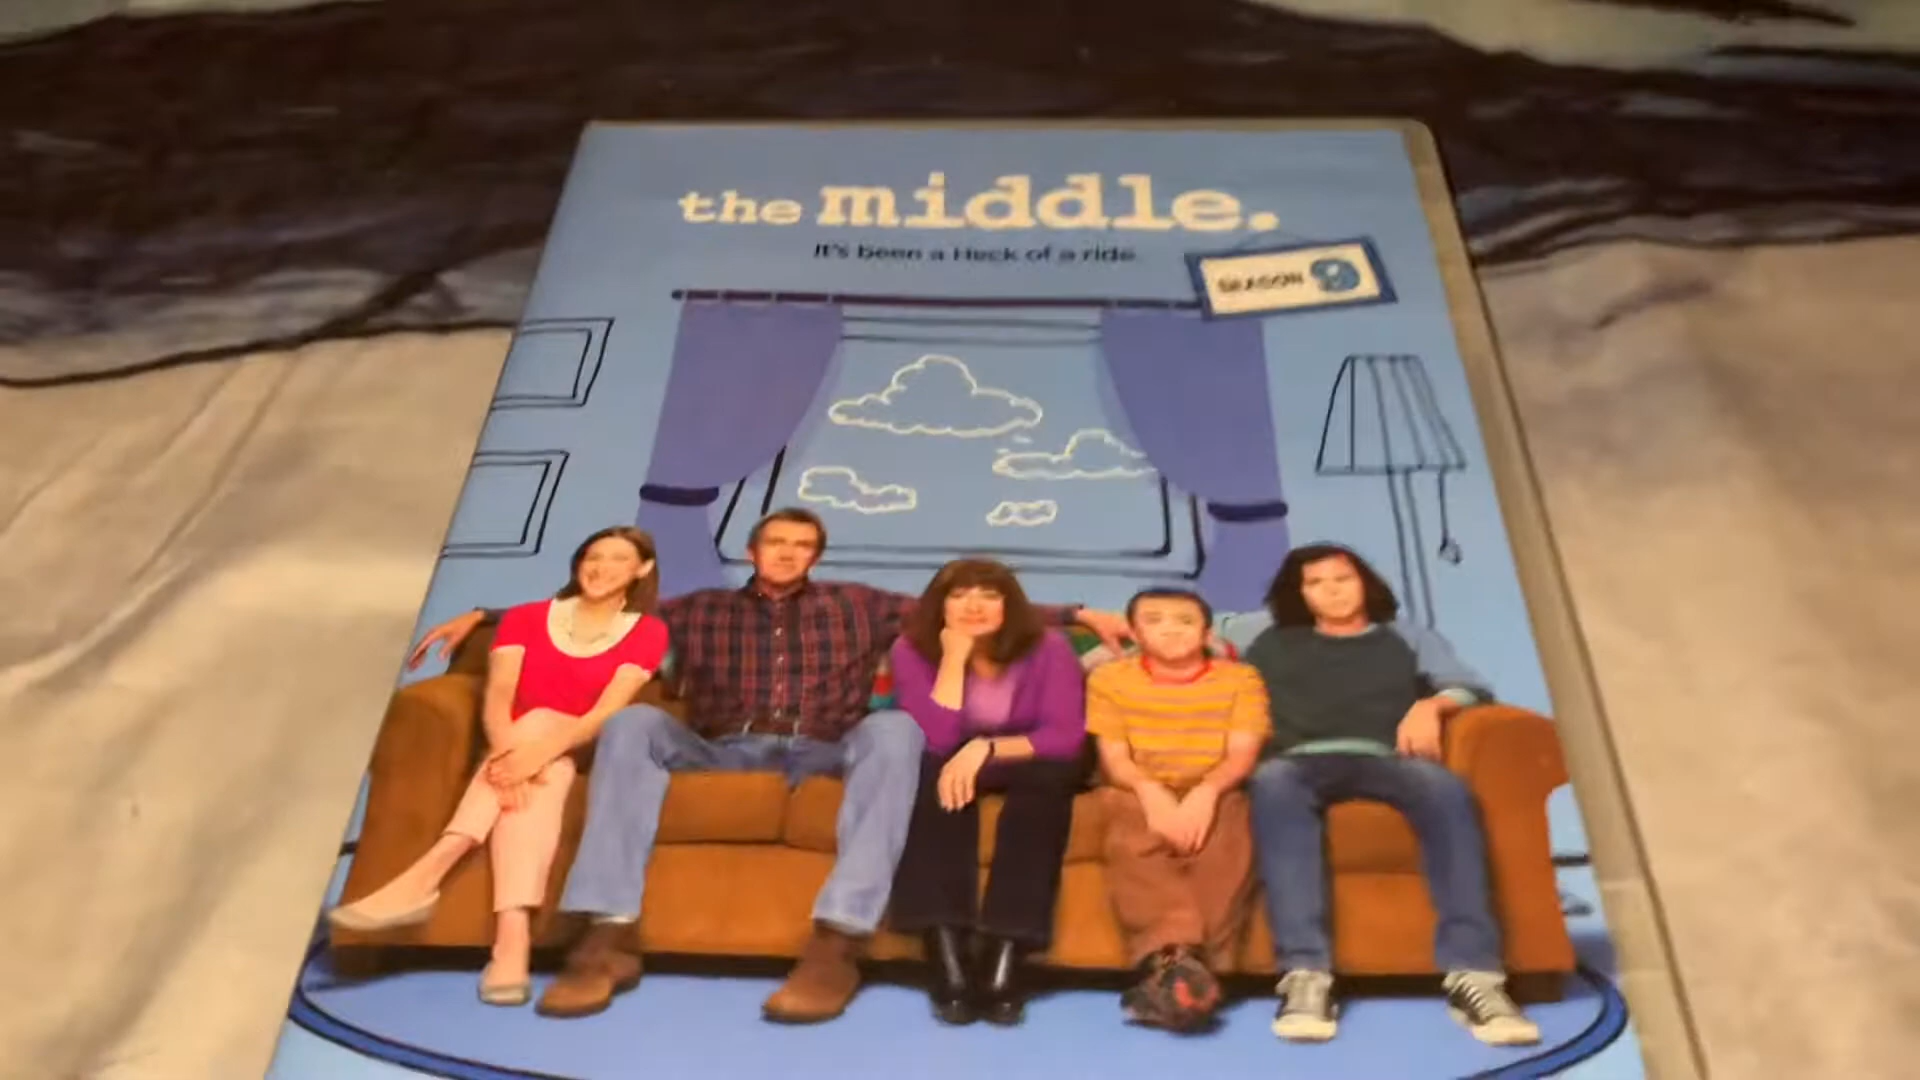 the middle.
It's been a Heck of a ride.
SEASON 9